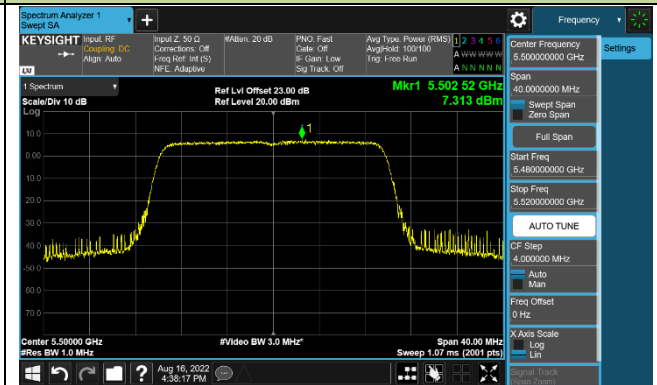 Spectrum Analyzer 1
Swept SA
Frequency
KEYSIGHT
Input: RF
Coupling: DC
Align: Auto
Input Z: 50 Ω
Corrections: Off
Freq Ref: Int (S)
NFE: Adaptive
#Atten: 20 dB
PNO: Fast
Gate: Off
IF Gain: Low
Sig Track: Off
Avg Type: Power (RMS)
Avg|Hold: 100/100
Trig: Free Run
1 2 3 4 5 6
A W W W W W
A N N N N N
LXI
1 Spectrum
Scale/Div 10 dB
Log
Ref Lvl Offset 23.00 dB
Ref Level 20.00 dBm
Mkr1 5.502 52 GHz
7.313 dBm
1
10.0
0.00
-10.0
-20.0
-30.0
-40.0
-50.0
-60.0
-70.0
Center 5.50000 GHz
#Res BW 1.0 MHz
#Video BW 3.0 MHz*
Span 40.00 MHz
Sweep 1.07 ms (2001 pts)
Aug 16, 2022
4:38:17 PM
Settings
Center Frequency
5.500000000 GHz
Span
40.0000000 MHz
Swept Span
Zero Span
Full Span
Start Freq
5.480000000 GHz
Stop Freq
5.520000000 GHz
AUTO TUNE
CF Step
4.000000 MHz
Auto
Man
Freq Offset
0 Hz
X Axis Scale
Log
Lin
Signal Track
(Span Zoom)